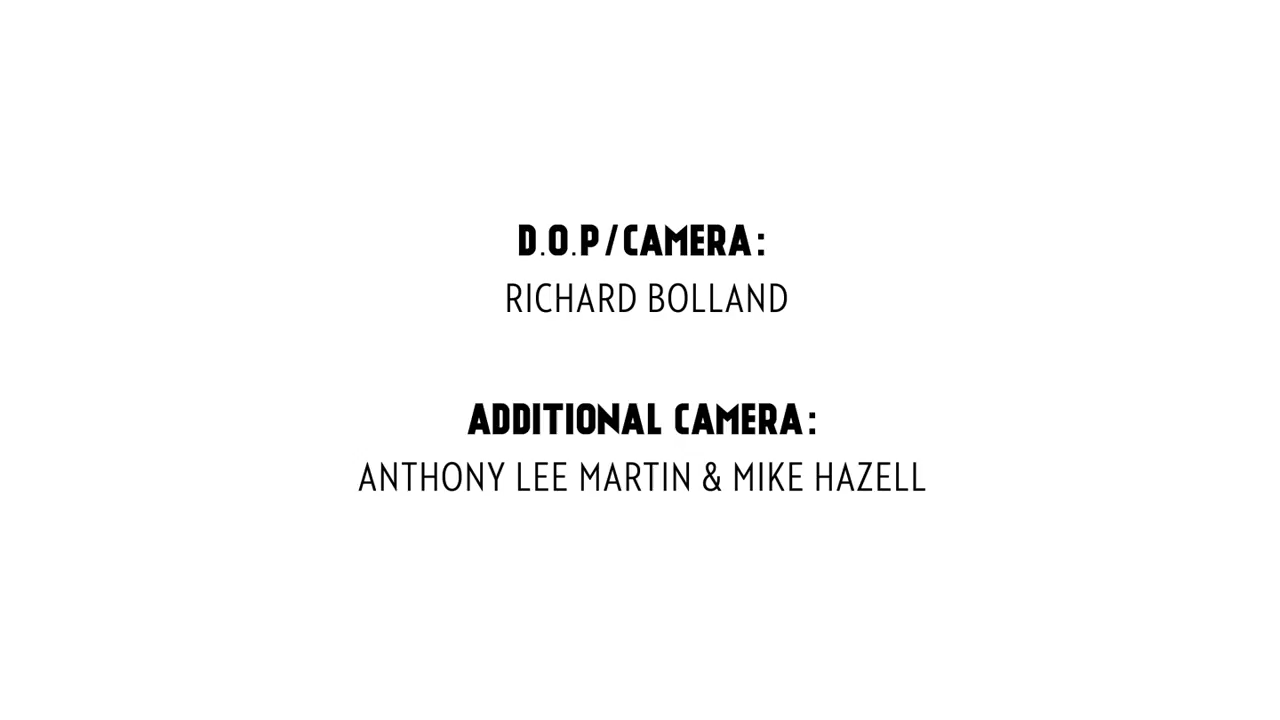 D.O.P/CAMERA:
RICHARD BOLLAND
ADDITIONAL CAMERA:
ANTHONY LEE MARTIN & MIKE HAZELL